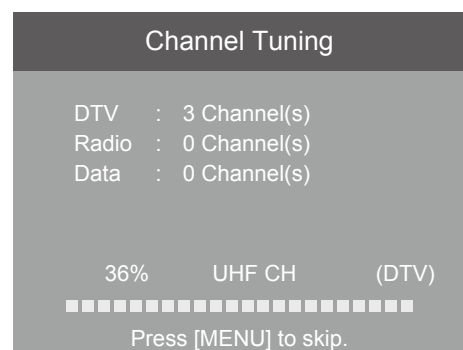 Channel Tuning
DTV : 3 Channel(s)
Radio : 0 Channel(s)
Data : 0 Channel(s)
36% UHF CH (DTV)
Press [MENU] to skip.